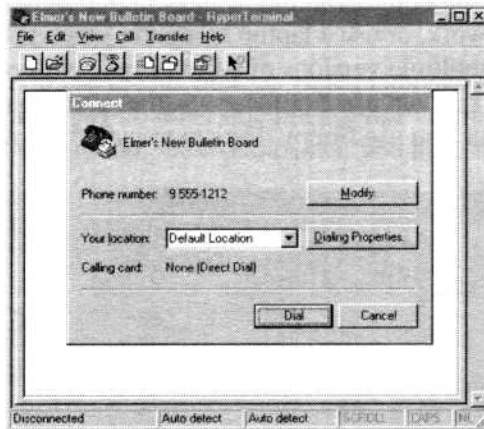 Elmer's New Bulletin Board - HyperTerminal
File Edit View Call Transfer Help
Connect
Elmer's New Bulletin Board
Phone number: 9 555-1212 Modify...
Your location: Default Location Dialing Properties
Calling card: None (Direct Dial)
Dial Cancel
Disconnected Auto detect Auto detect SCROLL CAPS NU